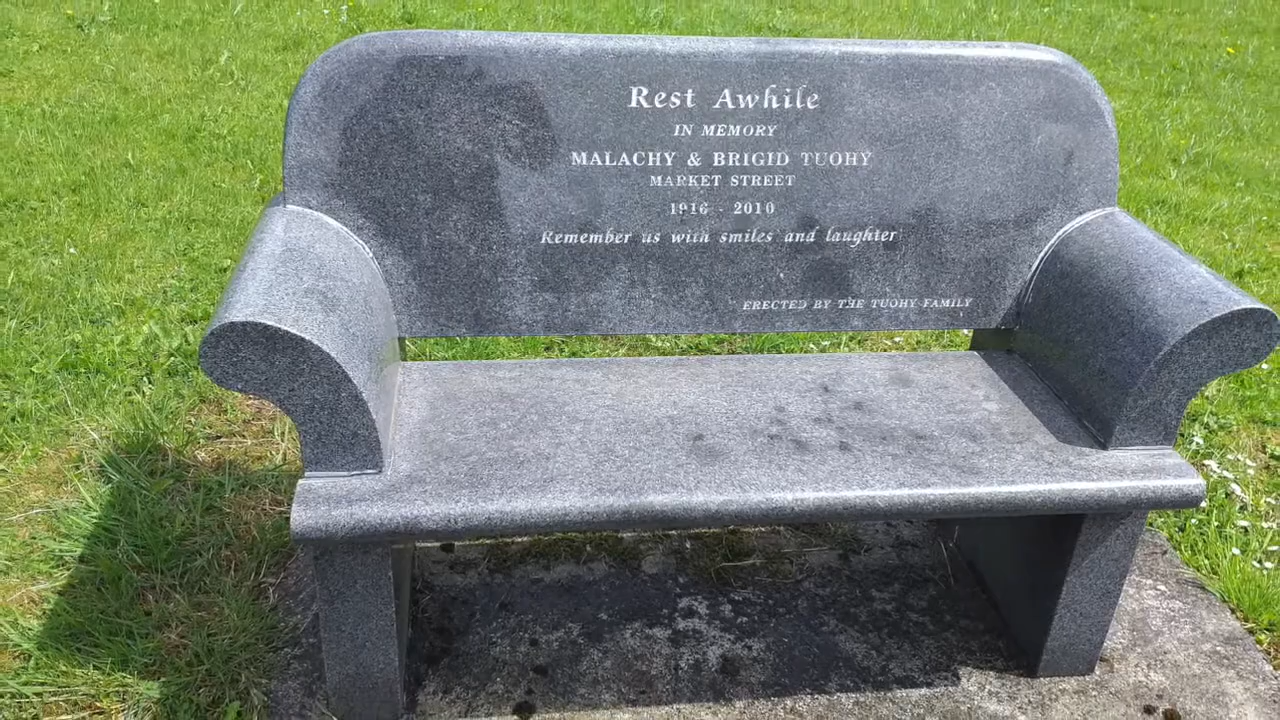 Rest Awhile
IN MEMORY
MALACHY & BRIGID TUOHY
MARKET STREET
1916 - 2010
Remember us with smiles and laughter
ERECTED BY THE TUOHY FAMILY